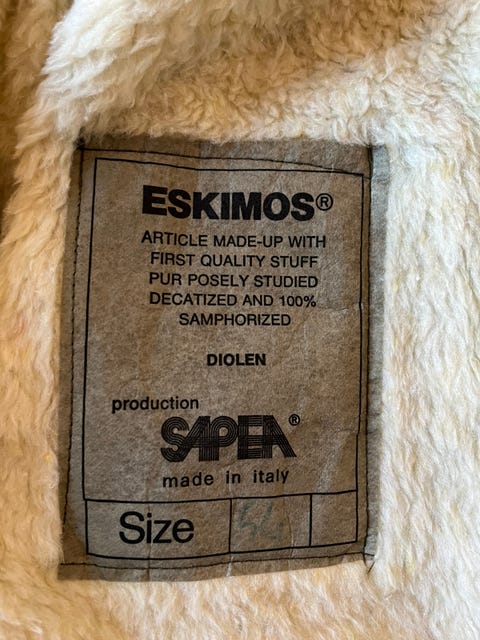 ESKIMOS®
ARTICLE MADE-UP WITH
FIRST QUALITY STUFF
PUR POSELY STUDIED
DECATIZED AND 100%
SAMPHORIZED
DIOLEN
production
SAPEA®
made in italy
Size 54